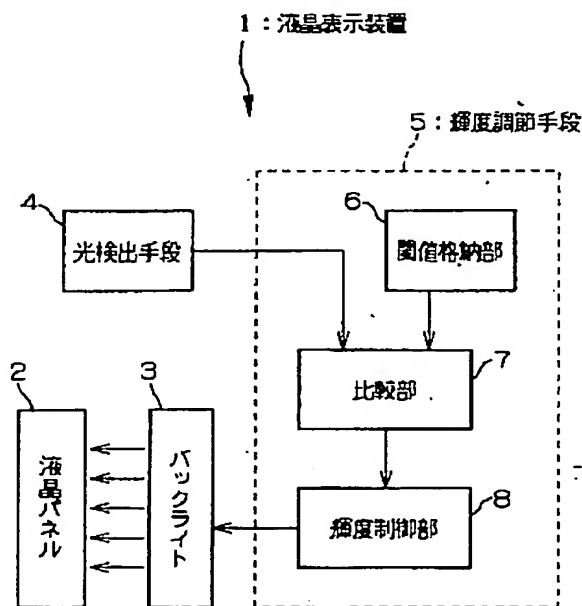 1:液晶表示装置
5:輝度調節手段
4
6
光検出手段
閾値格納部
7
比較部
2
3
液晶パネル
バックライト
8
輝度制御部